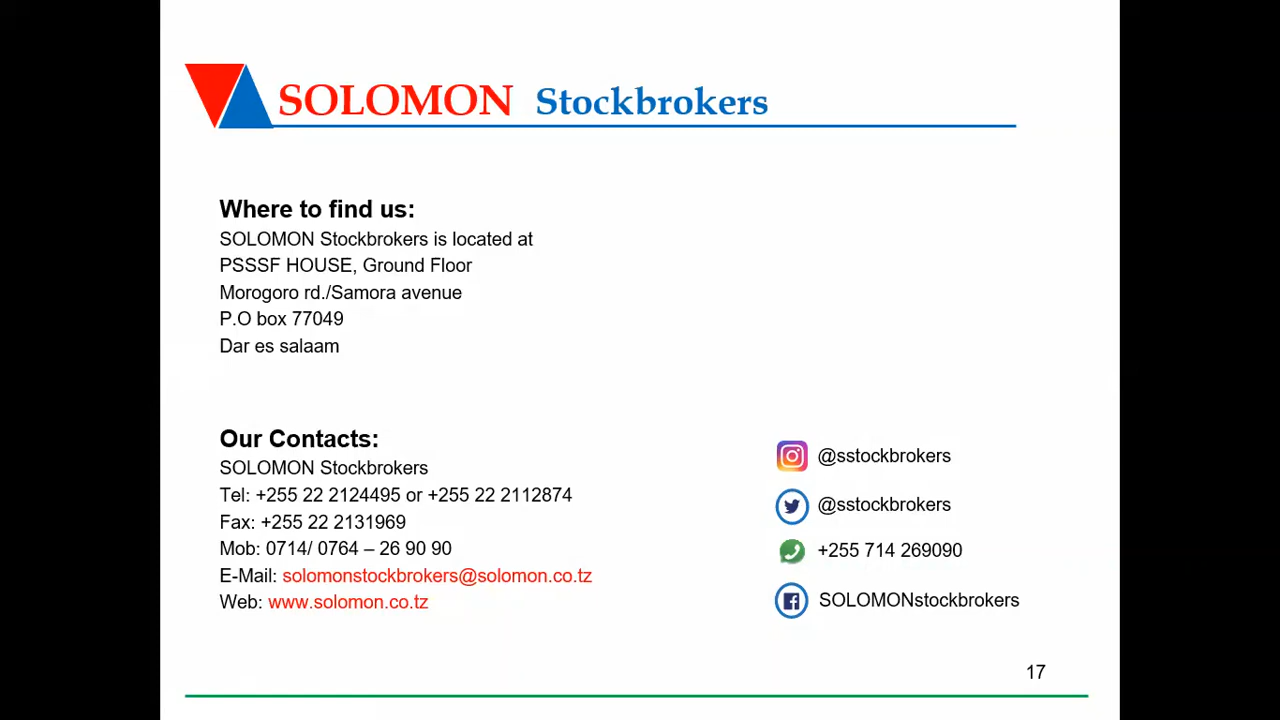 SOLOMON Stockbrokers
Where to find us:
SOLOMON Stockbrokers is located at
PSSSF HOUSE, Ground Floor
Morogoro rd./Samora avenue
P.O box 77049
Dar es salaam
Our Contacts:
SOLOMON Stockbrokers
Tel: +255 22 2124495 or +255 22 2112874
Fax: +255 22 2131969
Mob: 0714/ 0764 – 26 90 90
E-Mail: solomonstockbrokers@solomon.co.tz
Web: www.solomon.co.tz
@sstockbrokers
@sstockbrokers
+255 714 269090
SOLOMONstockbrokers
17